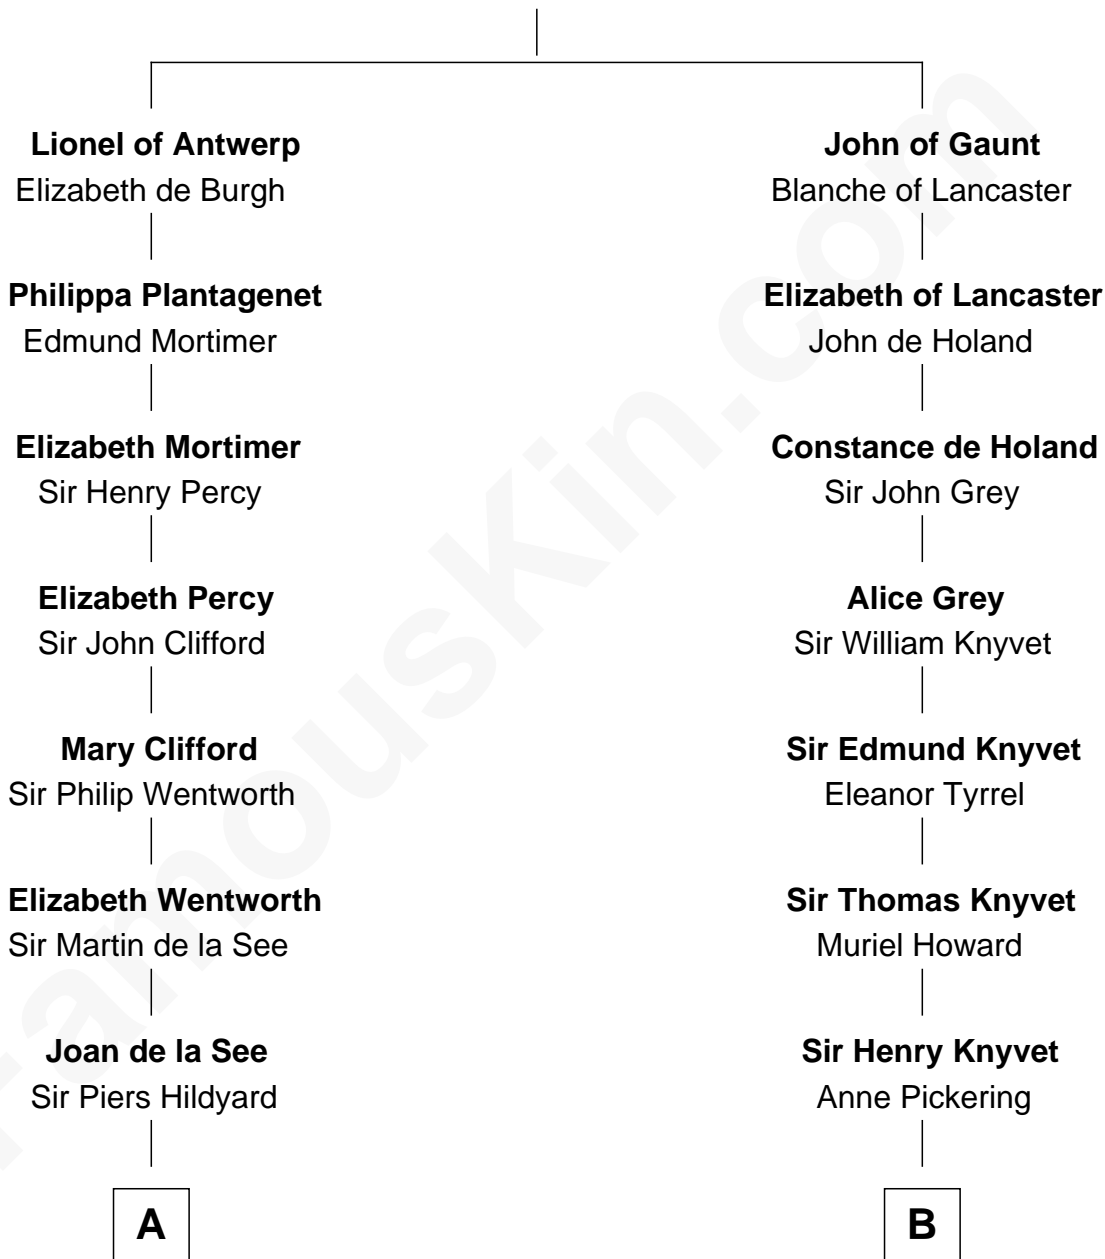 Lionel of Antwerp
Elizabeth de Burgh
Philippa Plantagenet
Edmund Mortimer
Elizabeth Mortimer
Sir Henry Percy
Elizabeth Percy
Sir John Clifford
Mary Clifford
Sir Philip Wentworth
Elizabeth Wentworth
Sir Martin de la See
Joan de la See
Sir Piers Hildyard
A
John of Gaunt
Blanche of Lancaster
Elizabeth of Lancaster
John de Holand
Constance de Holand
Sir John Grey
Alice Grey
Sir William Knyvet
Sir Edmund Knyvet
Eleanor Tyrrel
Sir Thomas Knyvet
Muriel Howard
Sir Henry Knyvet
Anne Pickering
B
FamousKin.com